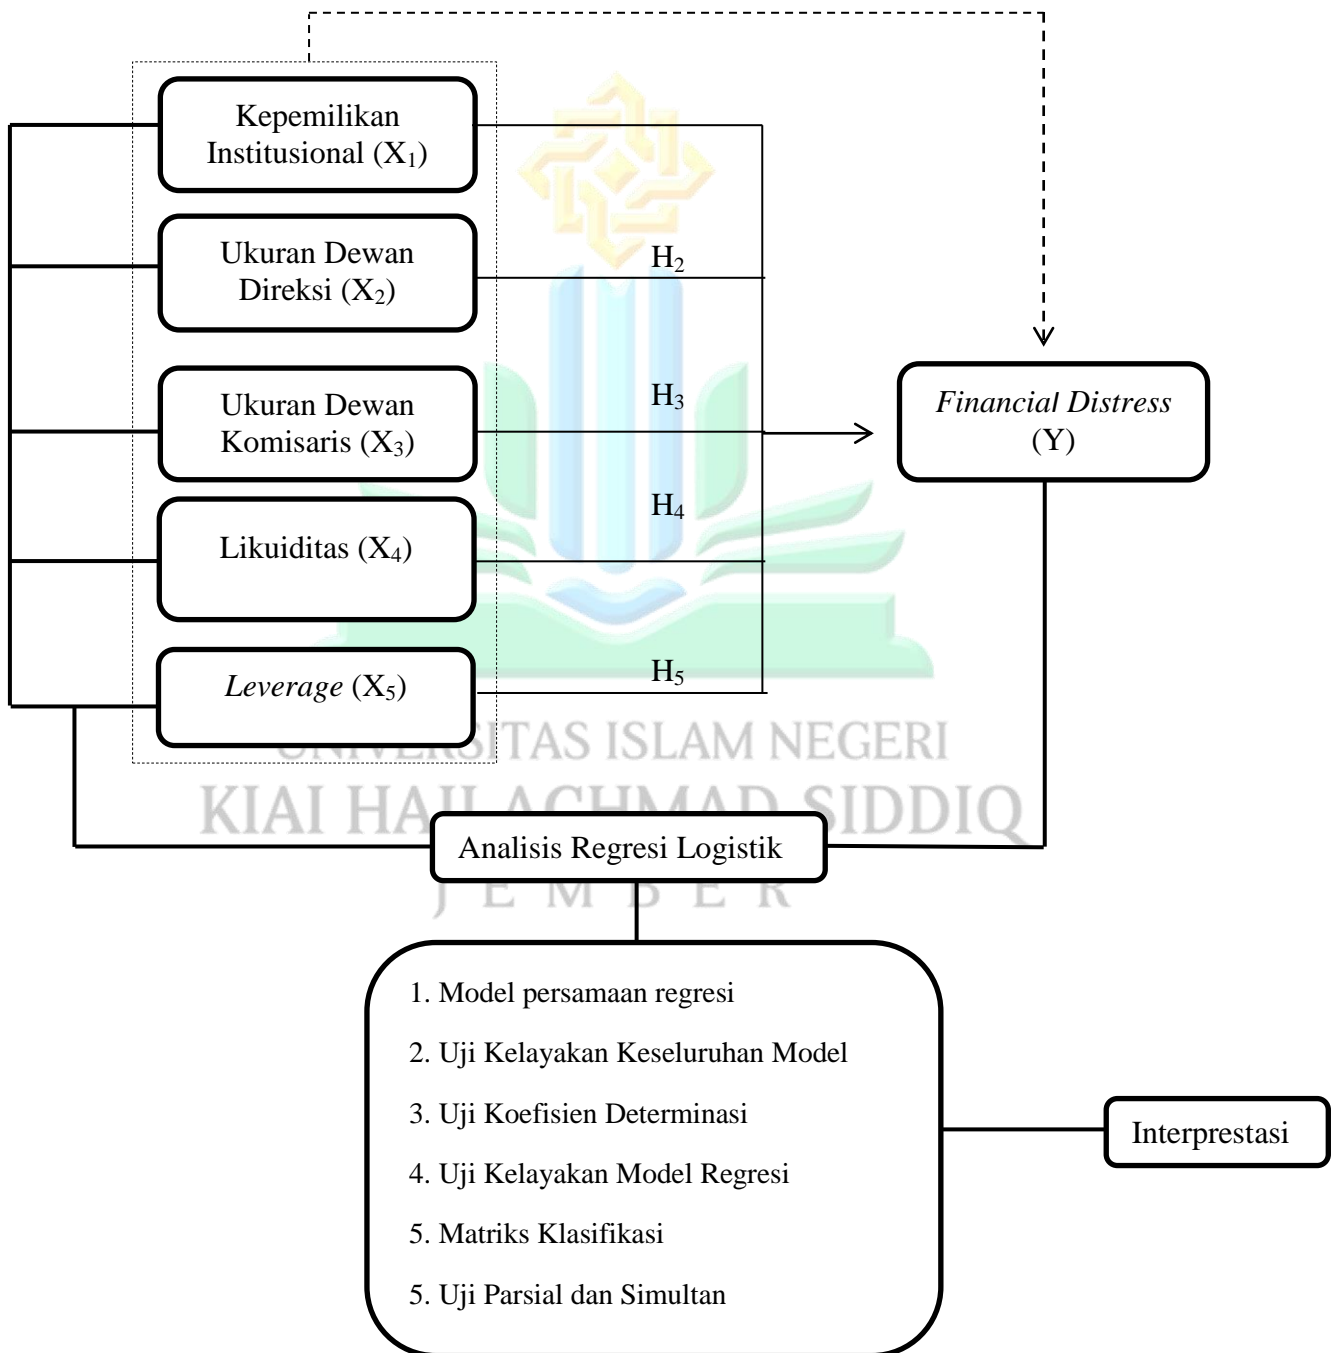 Kepemilikan
Institusional (X₁)
Ukuran Dewan
Direksi (X₂)
H₂
Ukuran Dewan
Komisaris (X₃)
H₃
Financial Distress
(Y)
Likuiditas (X₄)
H₄
Leverage (X₅)
H₅
UNIVERSITAS ISLAM NEGERI
KIAI HAJI ACHMAD SIDDIQ
JEMBER
Analisis Regresi Logistik
1. Model persamaan regresi
2. Uji Kelayakan Keseluruhan Model
3. Uji Koefisien Determinasi
4. Uji Kelayakan Model Regresi
5. Matriks Klasifikasi
5. Uji Parsial dan Simultan
Interprestasi